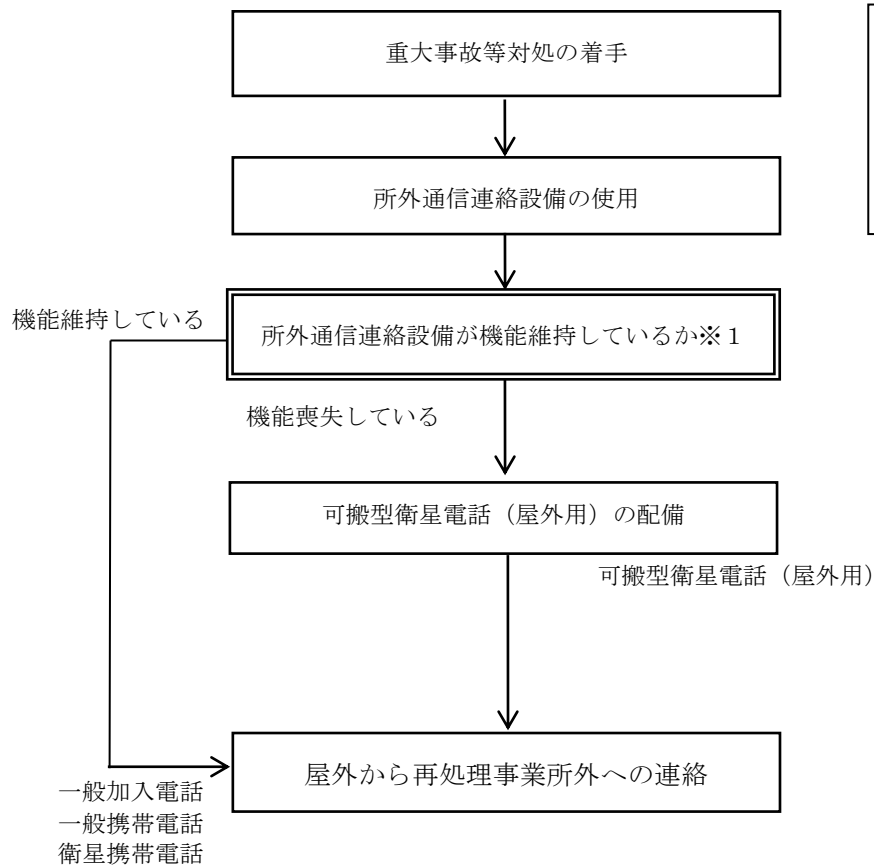 重大事故等対処の着手
所外通信連絡設備の使用
所外通信連絡設備が機能維持しているか※１
機能維持している
機能喪失している
可搬型衛星電話（屋外用）の配備
可搬型衛星電話（屋外用）
屋外から再処理事業所外への連絡
一般加入電話
一般携帯電話
衛星携帯電話